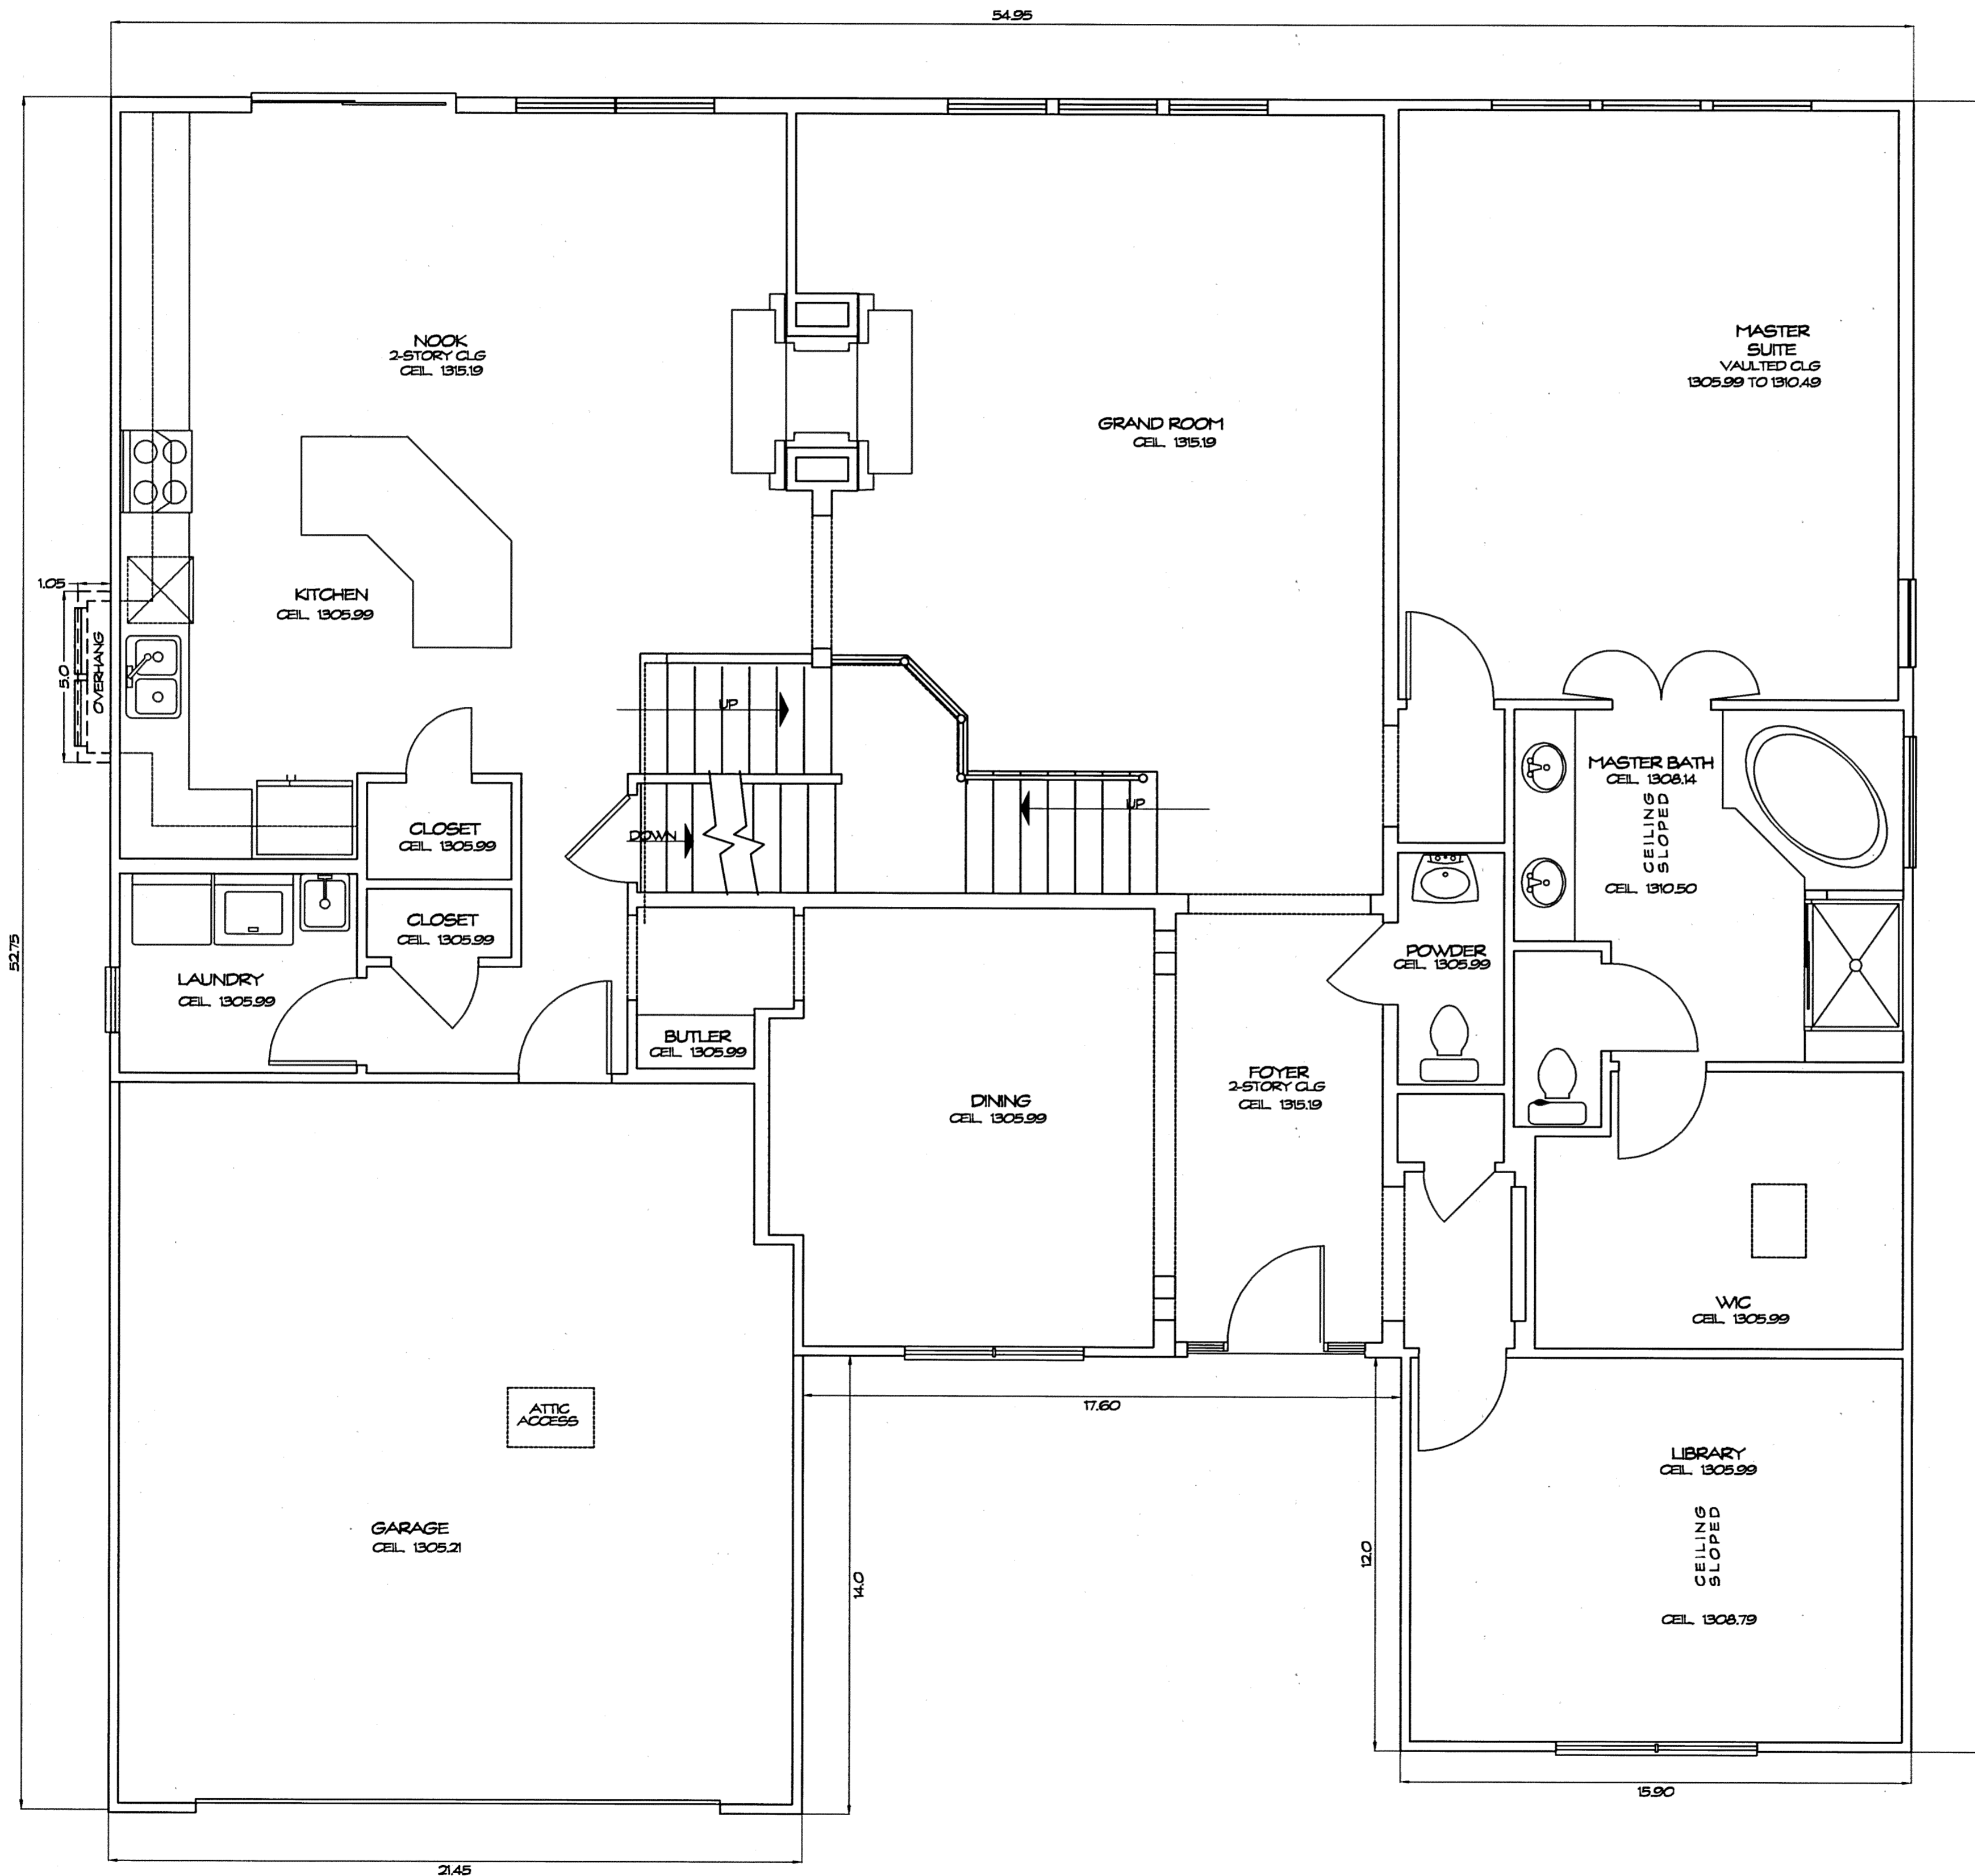 54.95
NOOK
2-STORY CLG
CEIL. 1315.19
MASTER
SUITE
VAULTED CLG
1305.99 TO 1310.49
GRAND ROOM
CEIL. 1315.19
1.05
KITCHEN
CEIL. 1305.99
5.0
OVERHANG
UP
MASTER BATH
CEIL. 1308.14
CEILING
SLOPED
CEIL. 1310.50
UP
DOWN
CLOSET
CEIL. 1305.99
CLOSET
CEIL. 1305.99
52.75
LAUNDRY
CEIL. 1305.99
POWDER
CEIL. 1305.99
BUTLER
CEIL. 1305.99
DINING
CEIL. 1305.99
FOYER
2-STORY CLG
CEIL. 1315.19
WIC
CEIL. 1305.99
17.60
ATTIC
ACCESS
LIBRARY
CEIL. 1305.99
CEILING
SLOPED
CEIL. 1308.79
GARAGE
CEIL. 1305.21
14.0
12.0
15.90
21.45